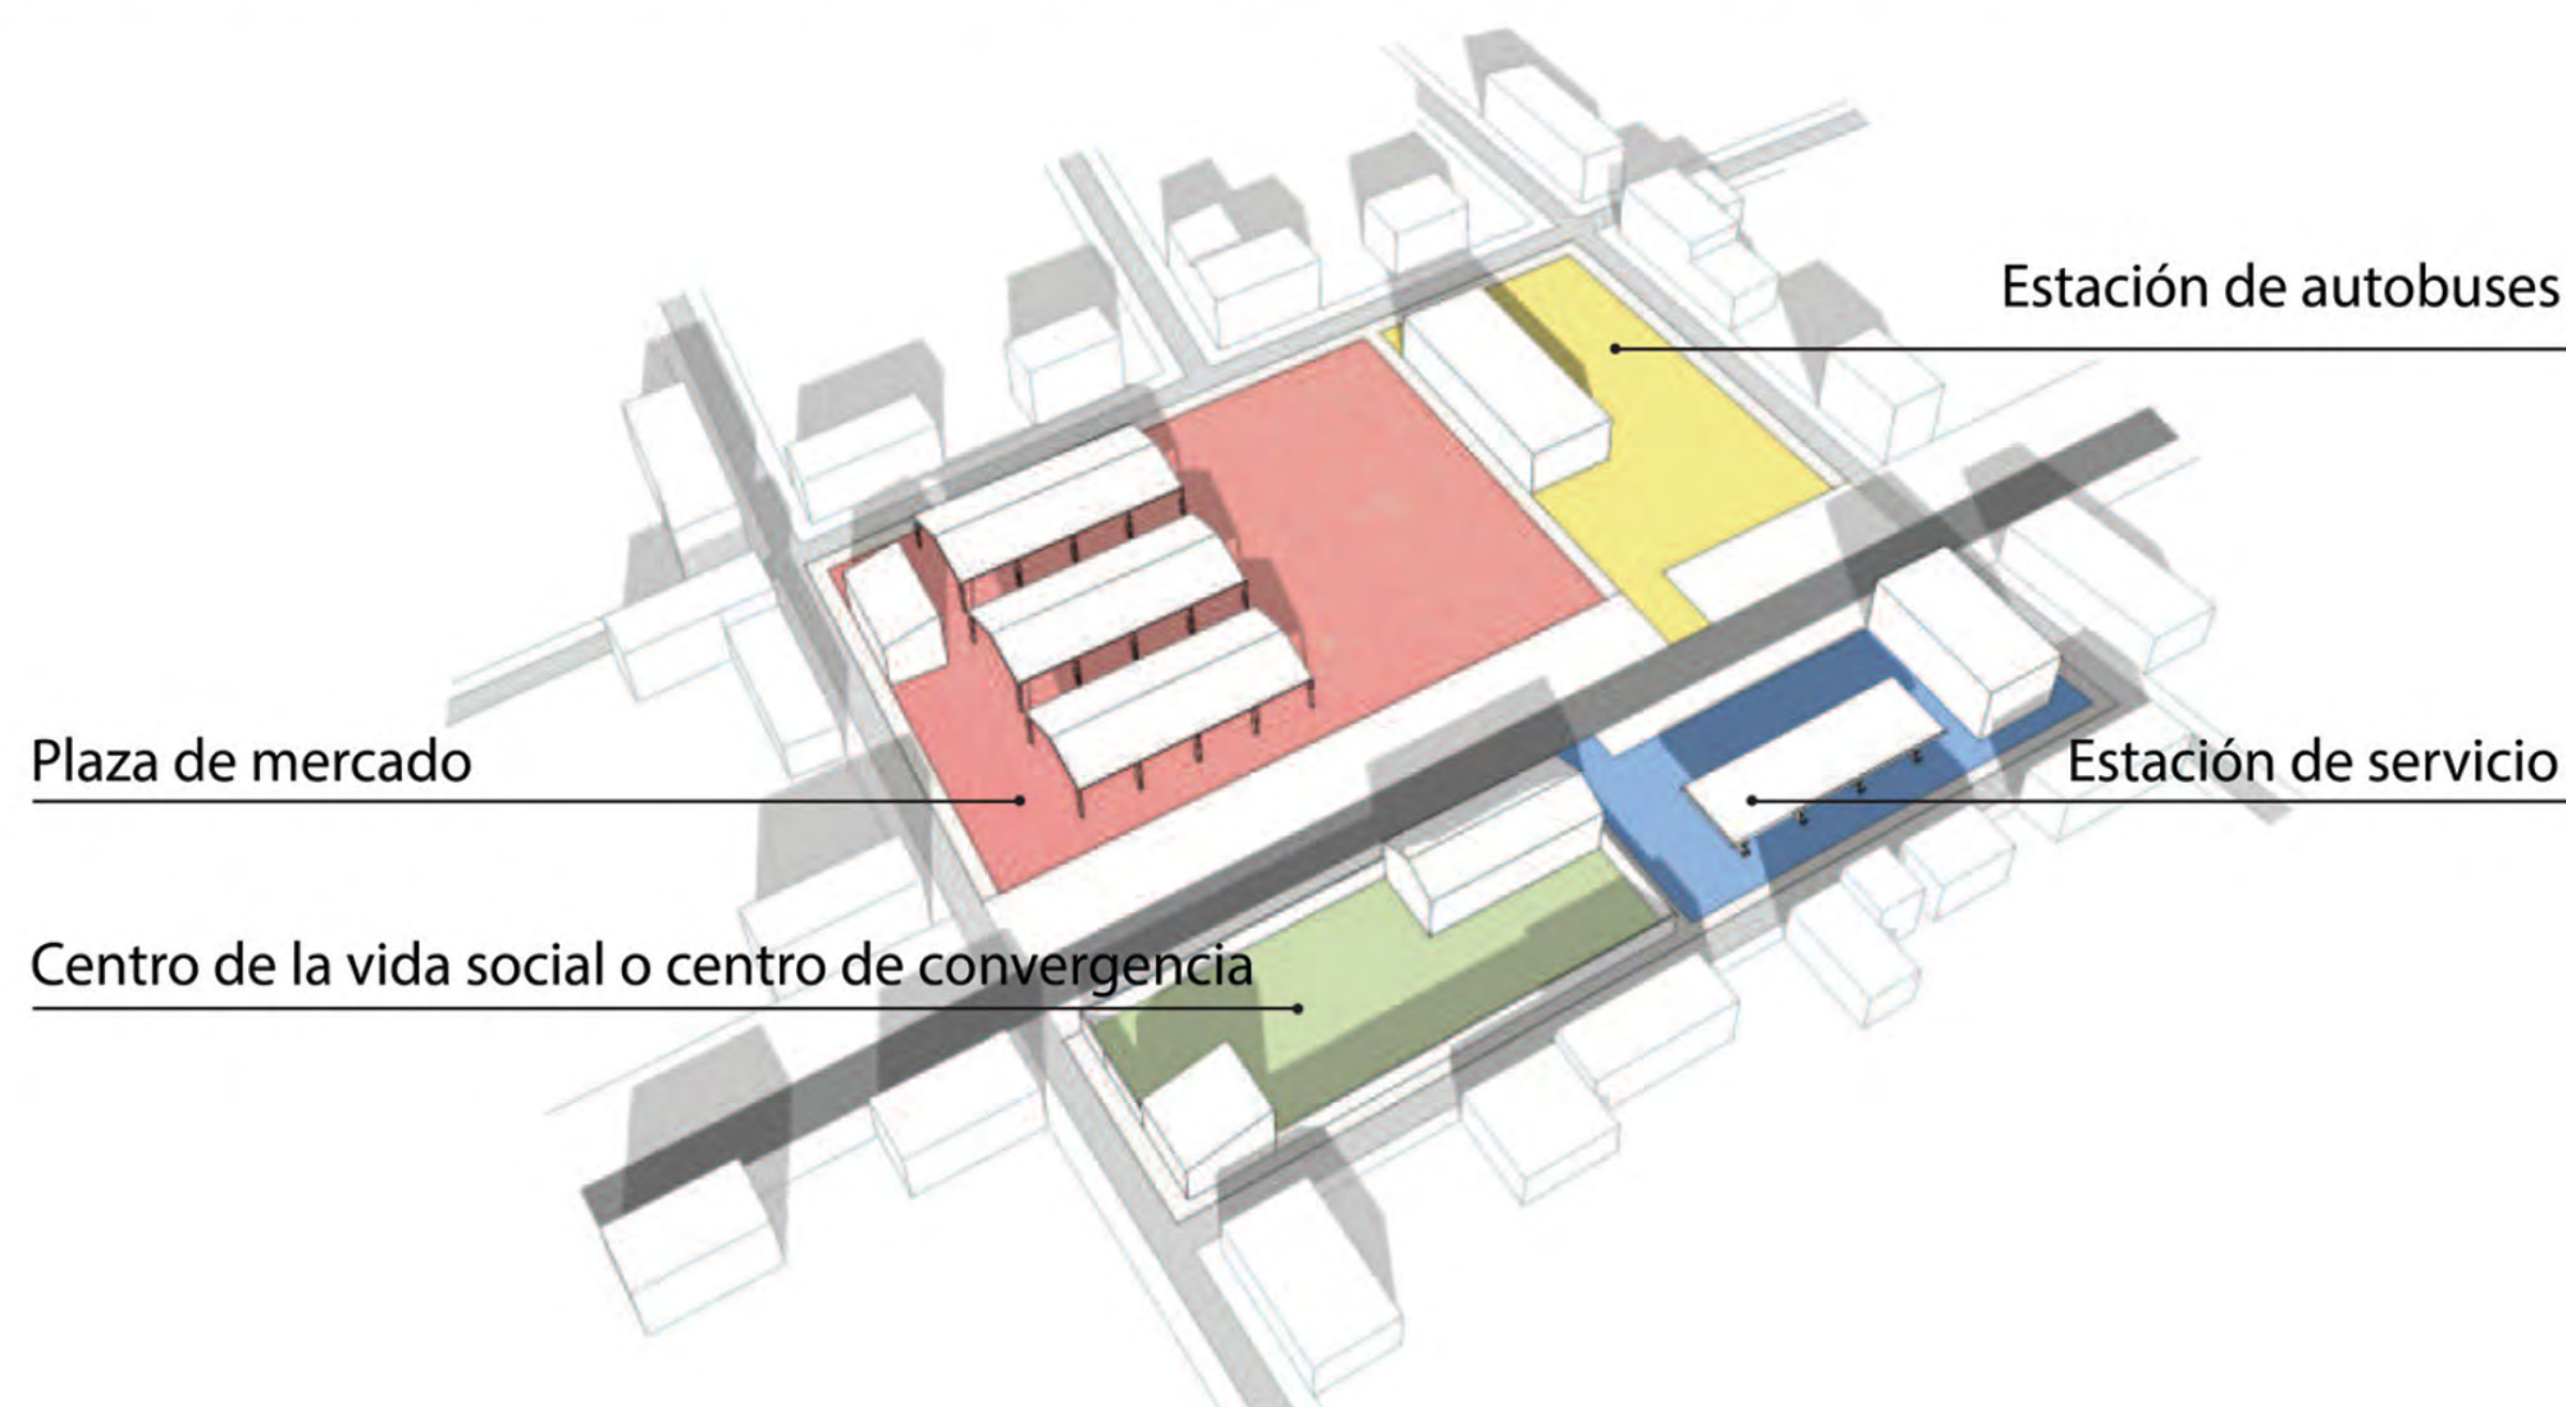 Estación de autobuses
Plaza de mercado
Estación de servicio
Centro de la vida social o centro de convergencia